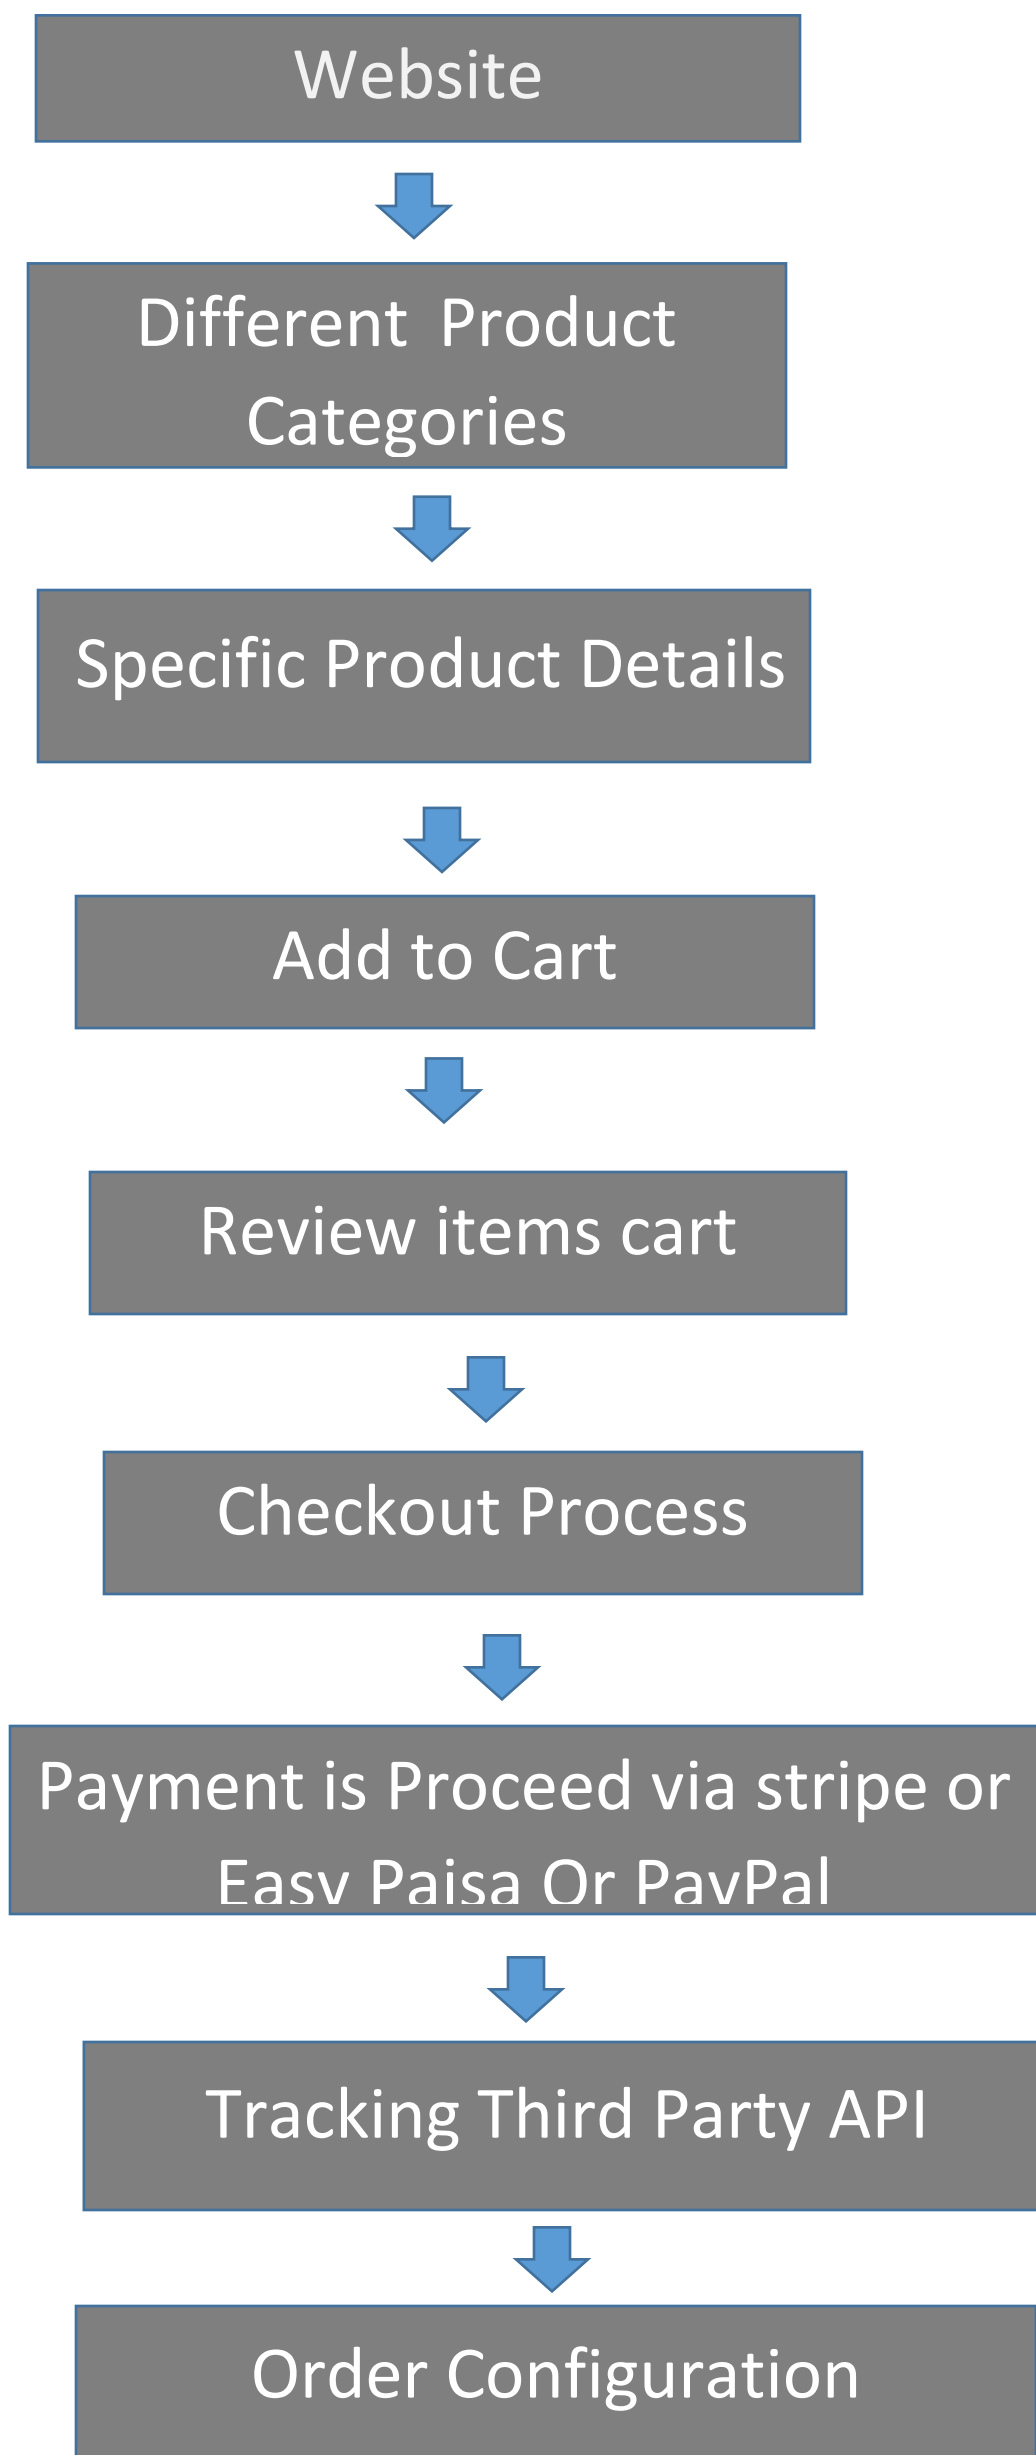 Website
Different Product
Categories
Specific Product Details
Add to Cart
Review items cart
Checkout Process
Payment is Proceed via stripe or
Easy Paisa Or PayPal
Tracking Third Party API
Order Configuration